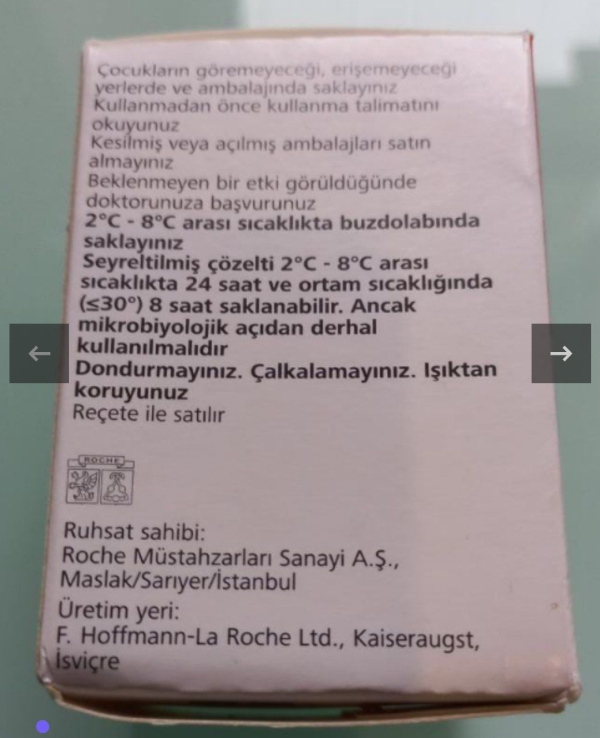 Çocukların göremeyeceği, erişemeyeceği
yerlerde ve ambalajında saklayınız
Kullanmadan önce kullanma talimatını
okuyunuz
Kesilmiş veya açılmış ambalajları satın
almayınız
Beklenmeyen bir etki görüldüğünde
doktorunuza başvurunuz
2°C - 8°C arası sıcaklıkta buzdolabında
saklayınız
Seyreltilmiş çözelti 2°C - 8°C arası
sıcaklıkta 24 saat ve ortam sıcaklığında
(≤30°) 8 saat saklanabilir. Ancak
mikrobiyolojik açıdan derhal
kullanılmalıdır
Dondurmayınız. Çalkalamayınız. Işıktan
koruyunuz
Reçete ile satılır
ROCHE
Ruhsat sahibi:
Roche Müstahzarları Sanayi A.Ş.,
Maslak/Sarıyer/İstanbul
Üretim yeri:
F. Hoffmann-La Roche Ltd., Kaiseraugst,
İsviçre